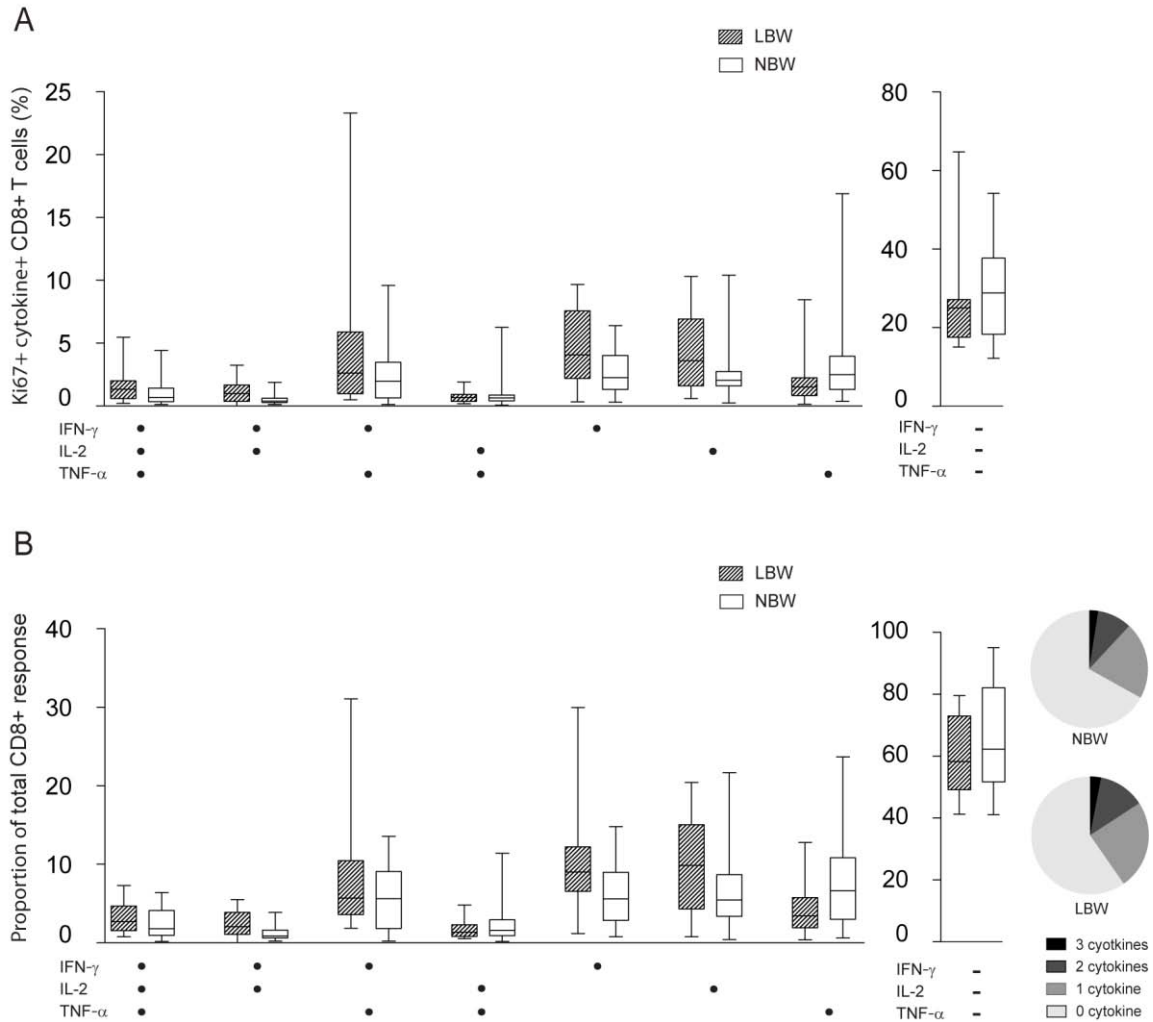 A
LBW
NBW
Ki67+ cytokine+ CD8+ T cells (%)
25
20
15
10
5
0
80
60
40
20
0
IFN-γ
IL-2
TNF-α
IFN-γ -
IL-2 -
TNF-α -
B
LBW
NBW
Proportion of total CD8+ response
40
30
20
10
0
100
80
60
40
20
0
NBW
LBW
IFN-γ
IL-2
TNF-α
IFN-γ -
IL-2 -
TNF-α -
3 cyotkines
2 cytokines
1 cytokine
0 cytokine